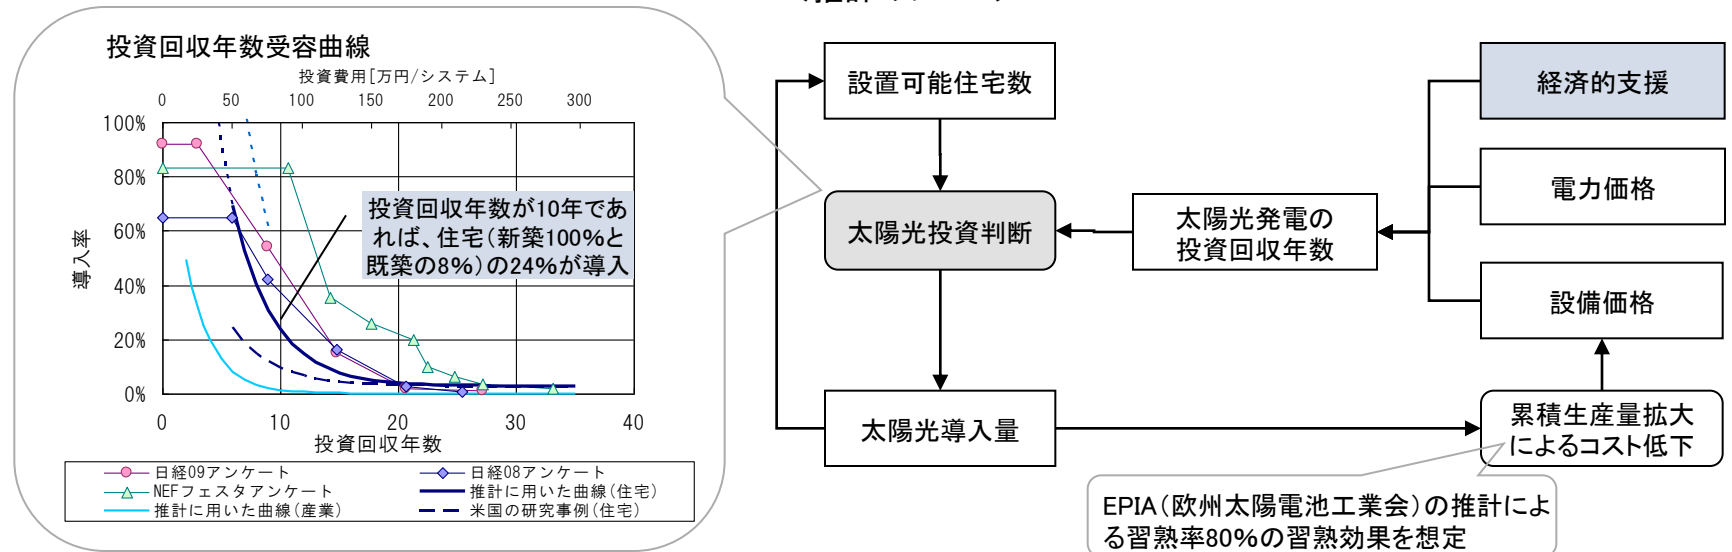 投資回収年数受容曲線
投資費用[万円/システム]
0 50 100 150 200 250 300
100%
80%
60%
40%
20%
0%
導入率
投資回収年数が10年であ
れば、住宅(新築100%と
既築の8%)の24%が導入
0 10 20 30 40
投資回収年数
日経09アンケート
日経08アンケート
NEFフェスタアンケート
推計に用いた曲線(住宅)
推計に用いた曲線(産業)
米国の研究事例(住宅)
設置可能住宅数
太陽光投資判断
太陽光導入量
太陽光発電の
投資回収年数
経済的支援
電力価格
設備価格
累積生産量拡大
によるコスト低下
EPIA(欧州太陽電池工業会)の推計によ
る習熟率80%の習熟効果を想定